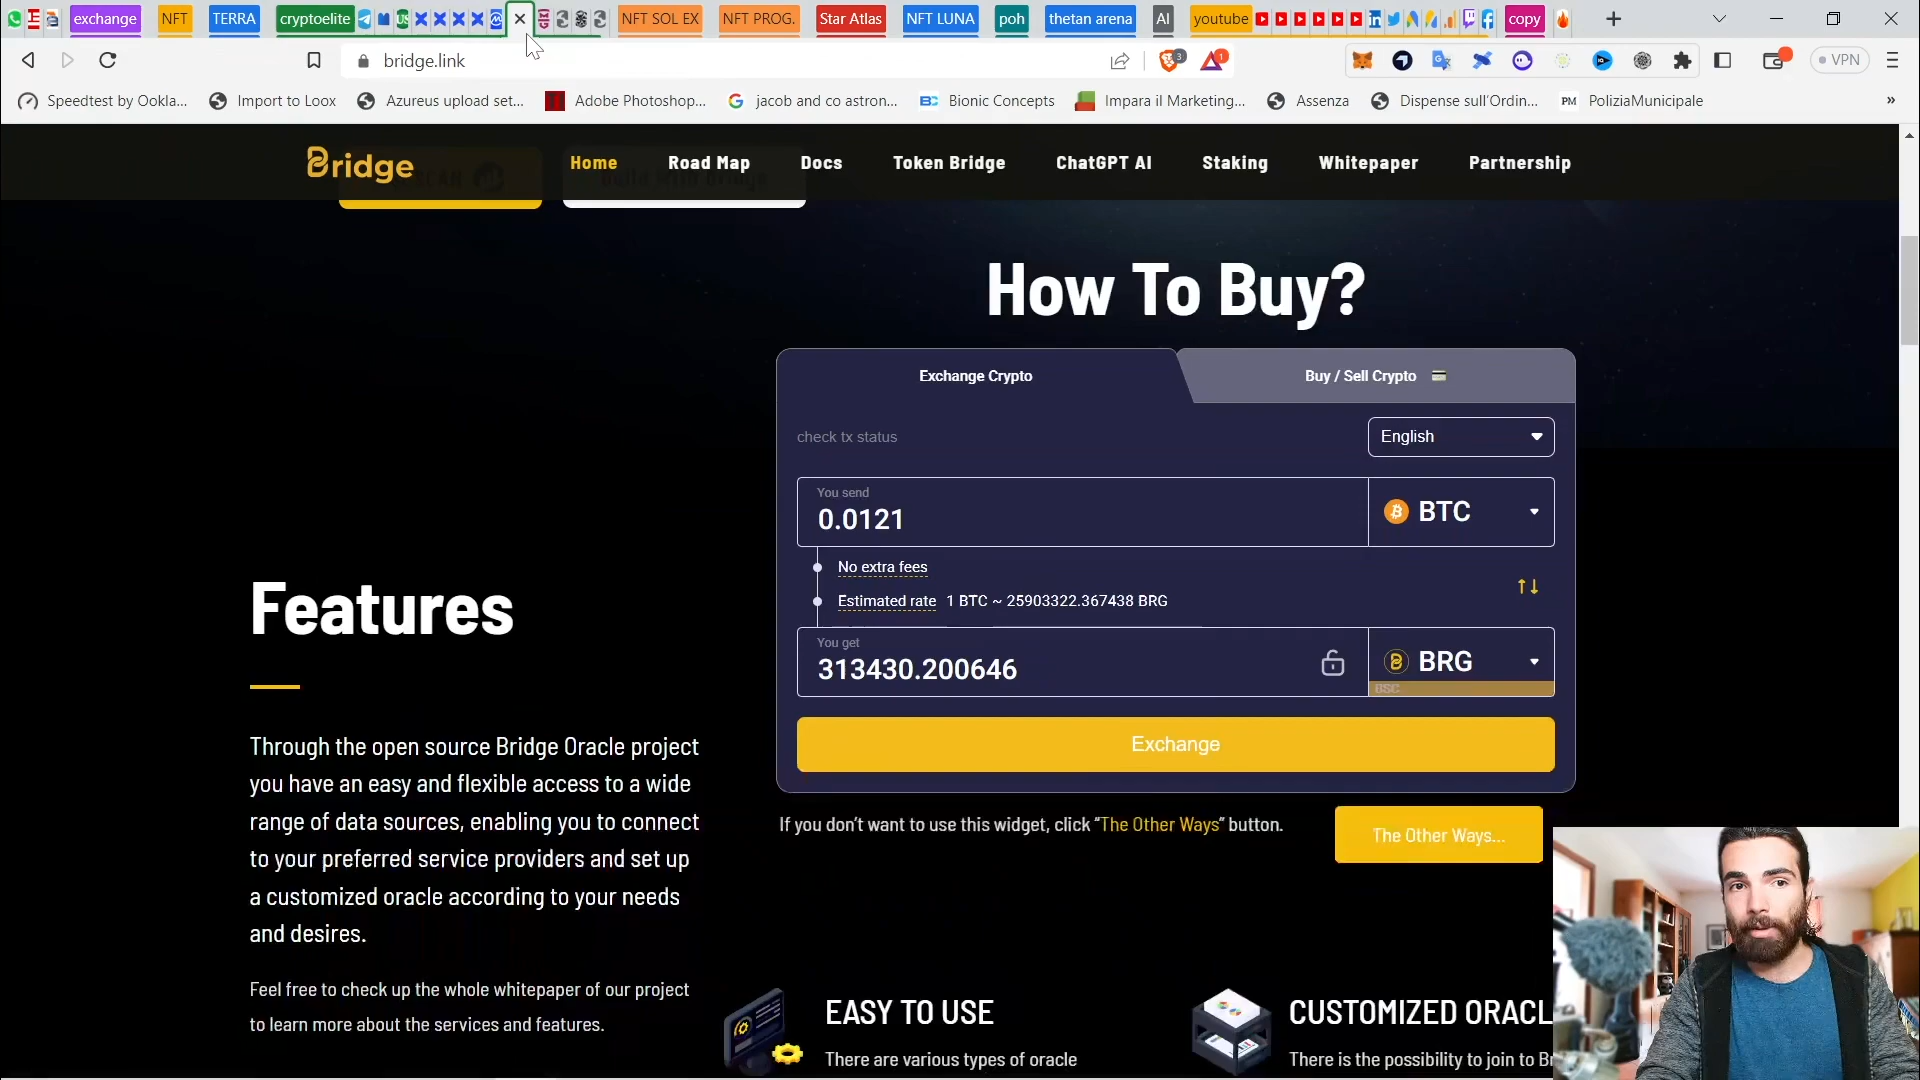 exchange NFT TERRA cryptoelite NFT SOL EX NFT PROG. Star Atlas NFT LUNA poh thetan arena AI youtube copy
bridge.link
3 1 VPN
Speedtest by Ookla... Import to Loox Azureus upload set... Adobe Photoshop... jacob and co astron... Bionic Concepts Impara il Marketing... Assenza Dispense sull'Ordin... PoliziaMunicipale
Bridge Home Road Map Docs Token Bridge ChatGPT AI Staking Whitepaper Partnership
How To Buy?
Exchange Crypto Buy / Sell Crypto
check tx status English
You send
0.0121 BTC
No extra fees
Estimated rate 1 BTC ~ 25903322.367438 BRG
You get
313430.200646 BRG
BSC
Exchange
If you don't want to use this widget, click “The Other Ways” button. The Other Ways...
Features
Through the open source Bridge Oracle project
you have an easy and flexible access to a wide
range of data sources, enabling you to connect
to your preferred service providers and set up
a customized oracle according to your needs
and desires.
Feel free to check up the whole whitepaper of our project
to learn more about the services and features.
EASY TO USE
There are various types of oracle
CUSTOMIZED ORACL
There is the possibility to join to Br